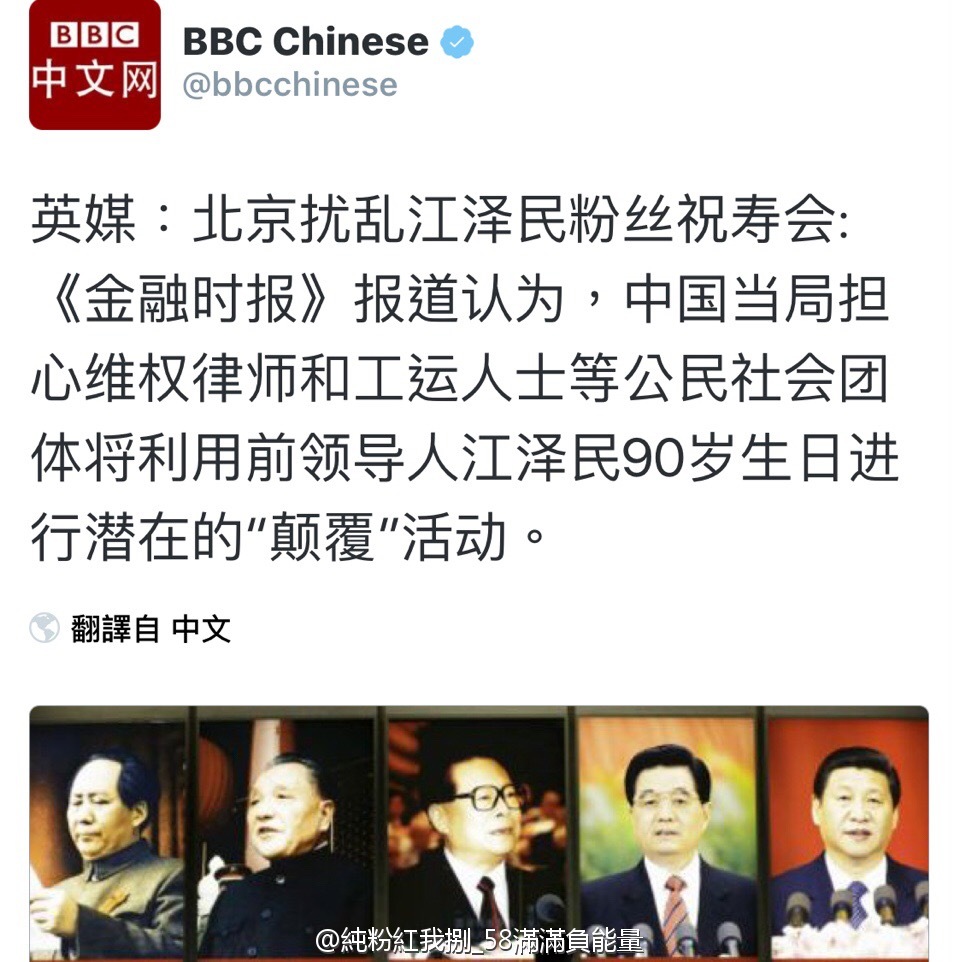 BBC
中文网
BBC Chinese
@bbcchinese
英媒：北京扰乱江泽民粉丝祝寿会:
《金融时报》报道认为，中国当局担
心维权律师和工运人士等公民社会团
体将利用前领导人江泽民90岁生日进
行潜在的“颠覆”活动。
翻譯自 中文
@純粉紅我捌_58滿滿負能量